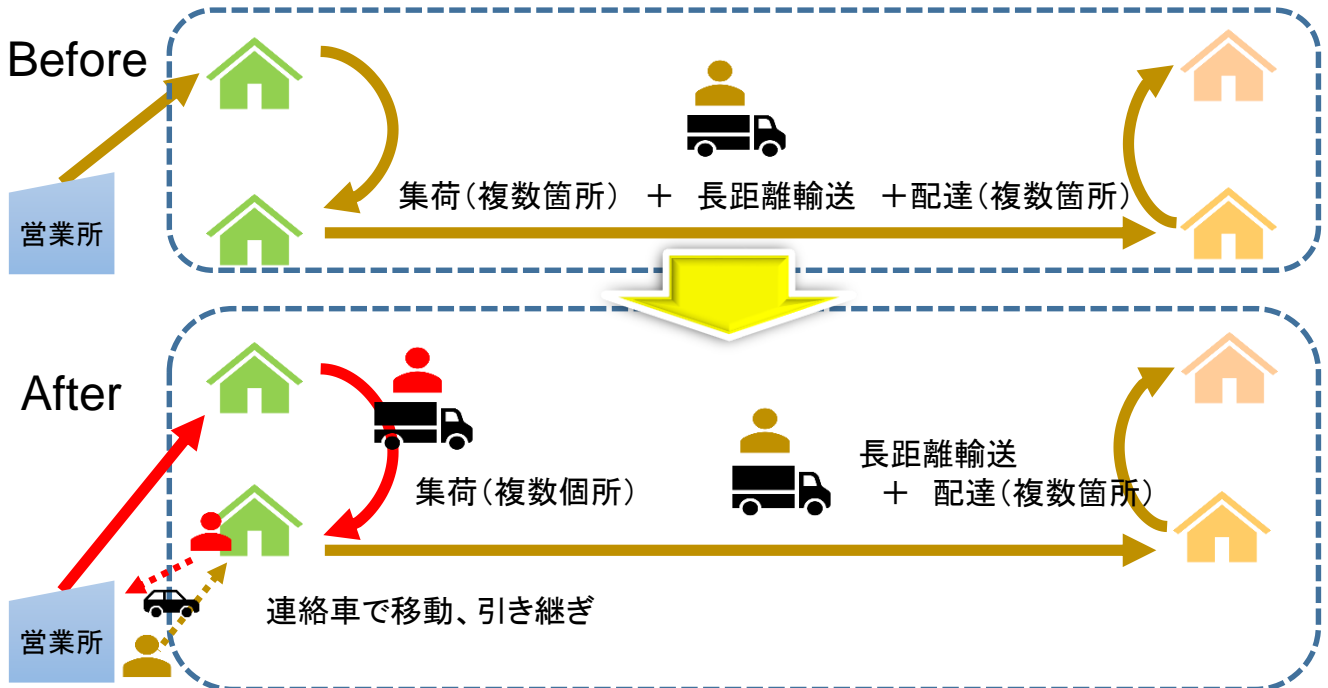 Before
営業所
集荷（複数箇所） ＋ 長距離輸送 ＋配達（複数箇所）
After
集荷（複数個所）
長距離輸送
＋ 配達（複数箇所）
連絡車で移動、引き継ぎ
営業所